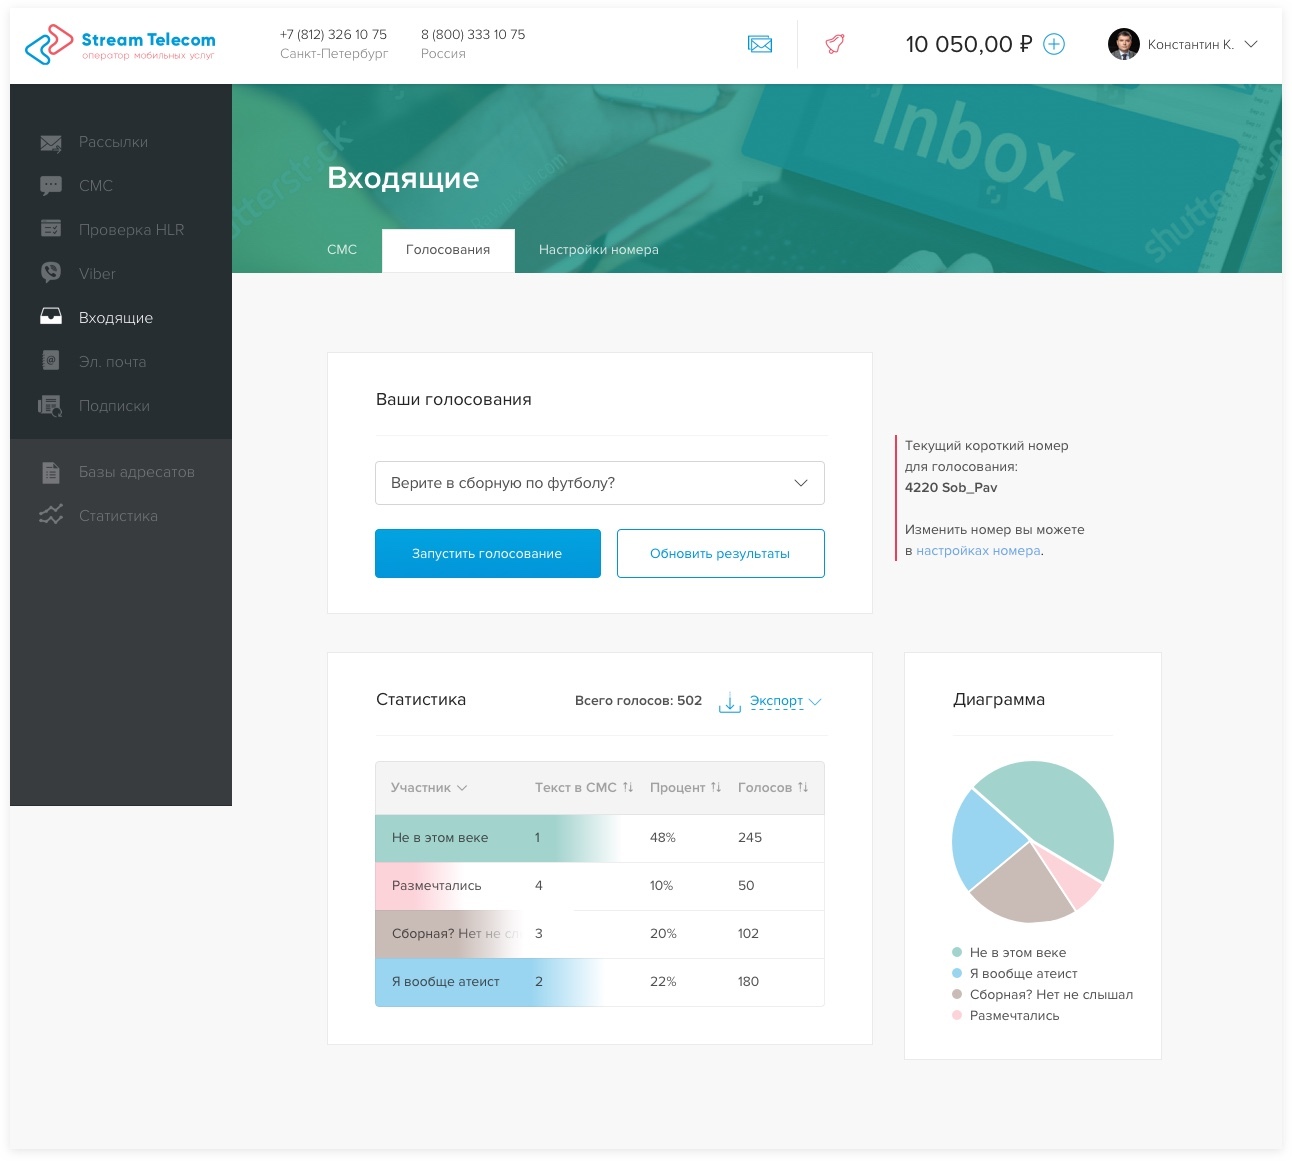 Stream Telecom
оператор мобильных услуг
+7 (812) 326 10 75
Санкт-Петербург
8 (800) 333 10 75
Россия
10 050,00 ₽
Константин К.
Рассылки
СМС
Проверка HLR
Viber
Входящие
Эл. почта
Подписки
Базы адресатов
Статистика
Inbox
shutterstock
Входящие
СМС
Голосования
Настройки номера
Ваши голосования
Верите в сборную по футболу?
Запустить голосование
Обновить результаты
Текущий короткий номер
для голосования:
4220 Sob_Pav
Изменить номер вы можете
в настройках номера.
Статистика
Всего голосов: 502
Экспорт
Участник Текст в СМС Процент Голосов
Не в этом веке 1 48% 245
Размечтались 4 10% 50
Сборная? Нет не 3 20% 102
Я вообще атеист 2 22% 180
Диаграмма
Не в этом веке
Я вообще атеист
Сборная? Нет не слышал
Размечтались